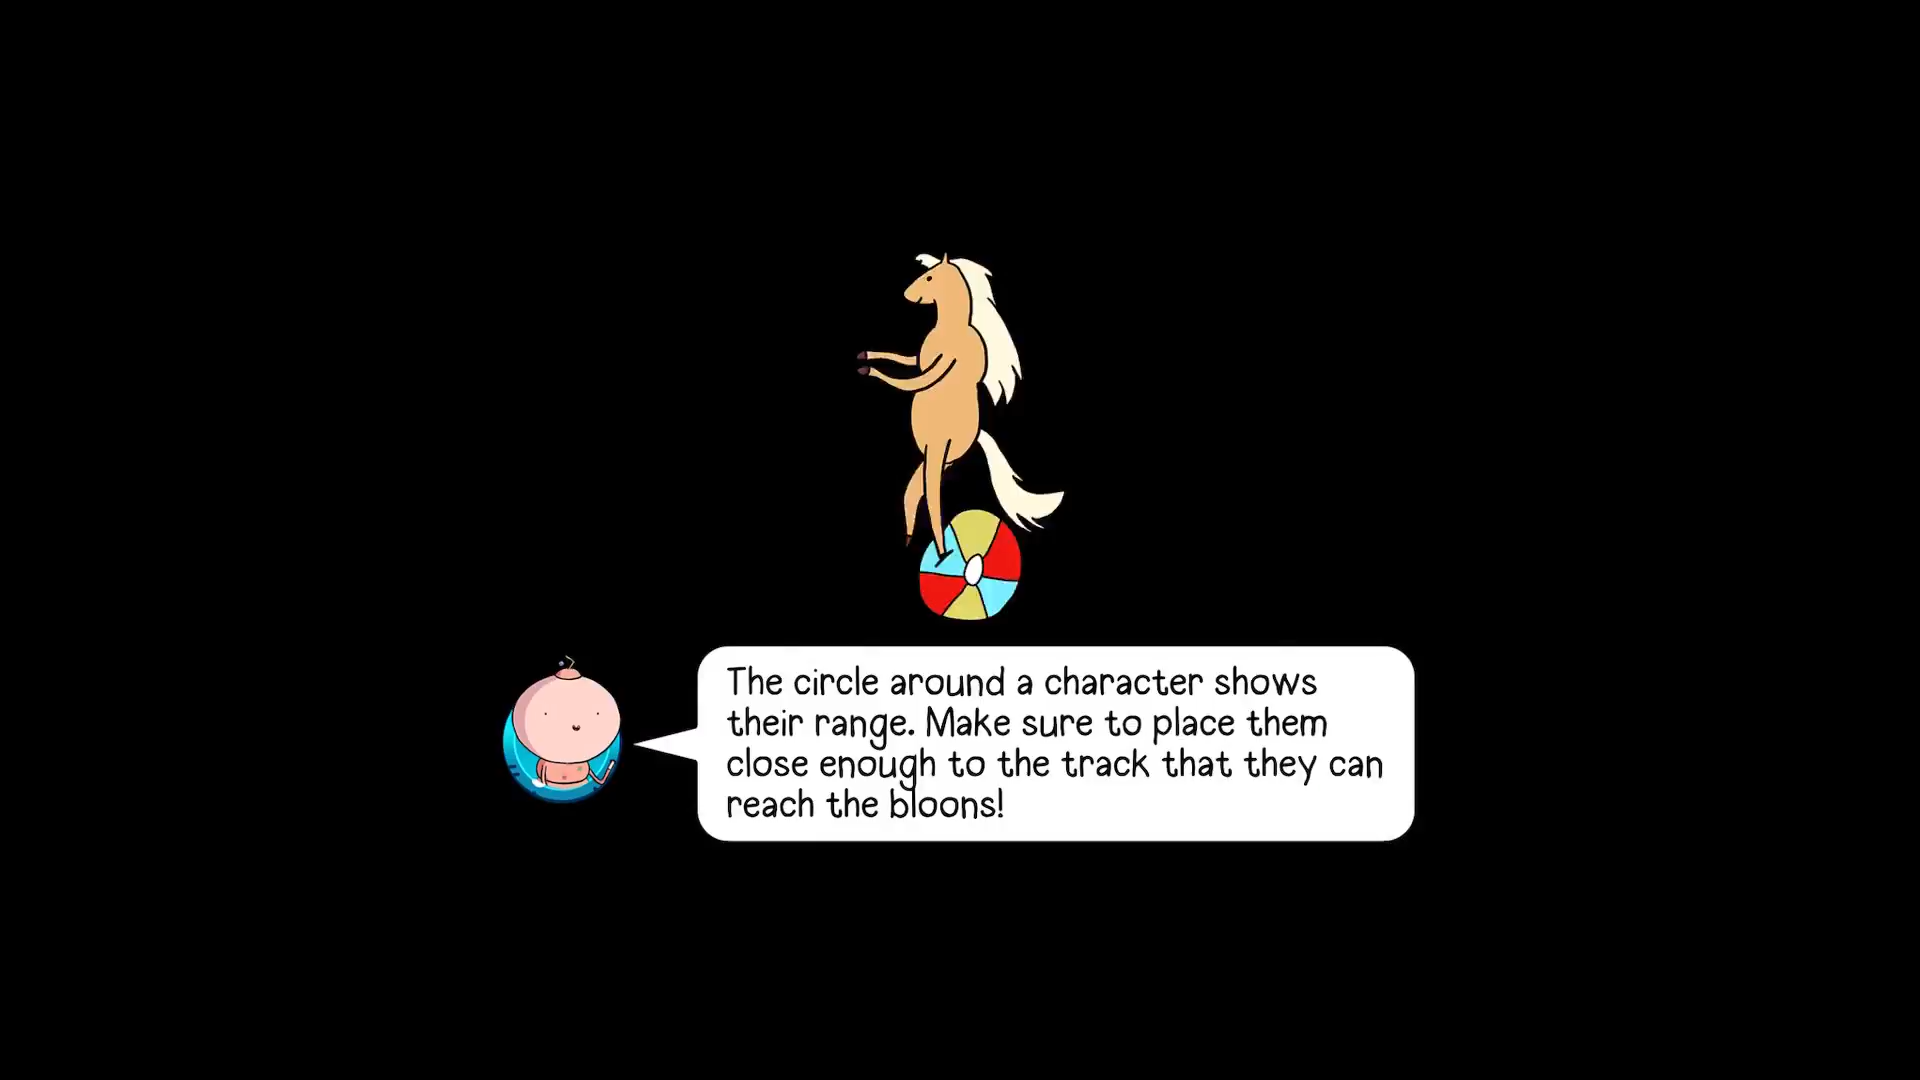 The circle around a character shows
their range. Make sure to place them
close enough to the track that they can
reach the bloons!